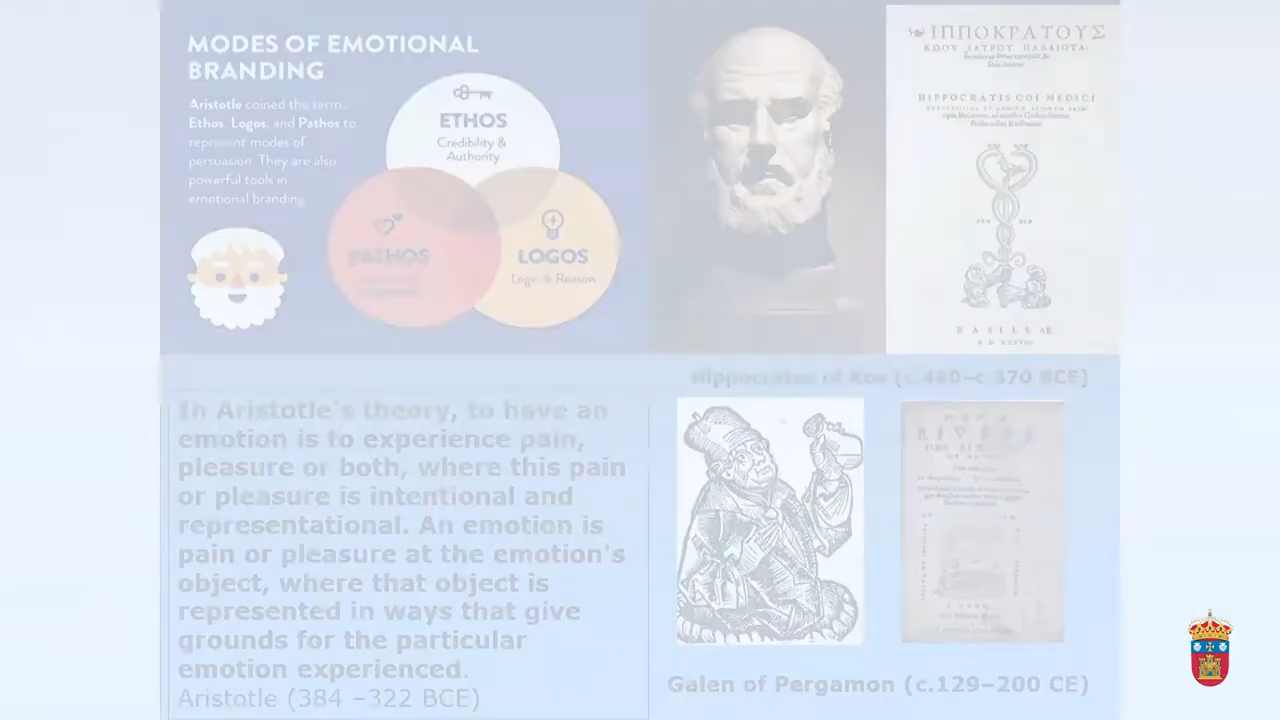 MODES OF EMOTIONAL
BRANDING
Aristotle coined the term,
Ethos, Logos, and Pathos to
represent modes of
persuasion. They are also
powerful tools in
emotional branding
ETHOS
Credibility &
Authority
PATHOS
LOGOS
Logic & Reason
ΙΠΠΟΚΡΑΤΟΥΣ
ΚΩΟΥ ΙΑΤΡΟΥ ΠΑΛΑΙΟΤΑ-
HIPPOCRATIS COI MEDICI
BASILEAE
Hippocrates of Kos (c.460–c.370 BCE)
In Aristotle's theory, to have an
emotion is to experience pain,
pleasure or both, where this pain
or pleasure is intentional and
representational. An emotion is
pain or pleasure at the emotion's
object, where that object is
represented in ways that give
grounds for the particular
emotion experienced.
Aristotle (384 –322 BCE)
Galen of Pergamon (c.129–200 CE)